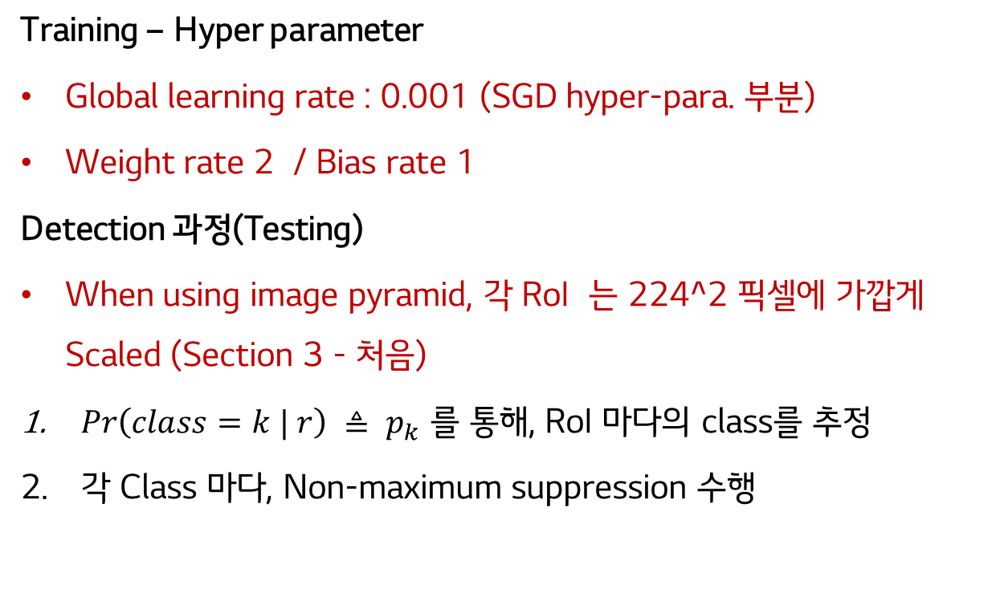 Training – Hyper parameter
• Global learning rate : 0.001 (SGD hyper-para. 부분)
• Weight rate 2 / Bias rate 1
Detection 과정(Testing)
• When using image pyramid, 각 RoI 는 224^2 픽셀에 가깝게
Scaled (Section 3 - 처음)
1. Pr(class = k | r) ≜ pₖ 를 통해, RoI 마다의 class를 추정
2. 각 Class 마다, Non-maximum suppression 수행